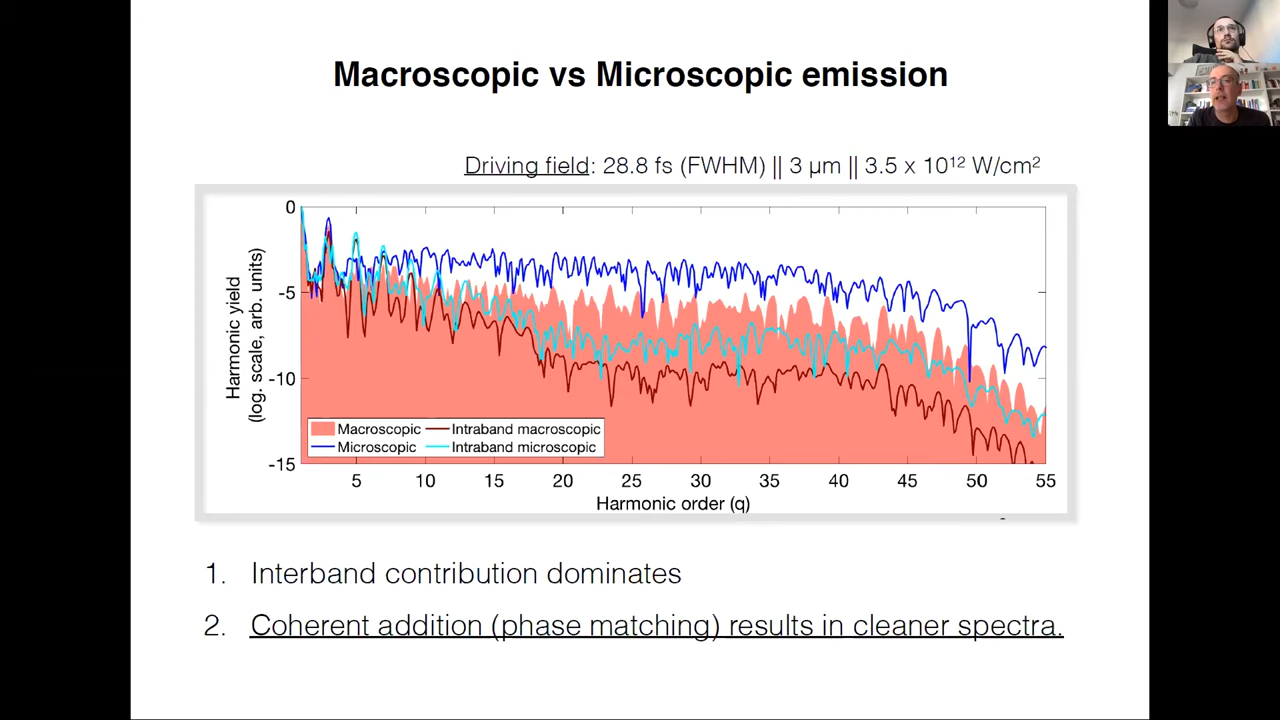 Macroscopic vs Microscopic emission
Driving field: 28.8 fs (FWHM) || 3 µm || 3.5 x 10¹² W/cm²
Harmonic yield
(log. scale, arb. units)
0
-5
-10
-15
Macroscopic
Intraband macroscopic
Microscopic
Intraband microscopic
5 10 15 20 25 30 35 40 45 50 55
Harmonic order (q)
1. Interband contribution dominates
2. Coherent addition (phase matching) results in cleaner spectra.